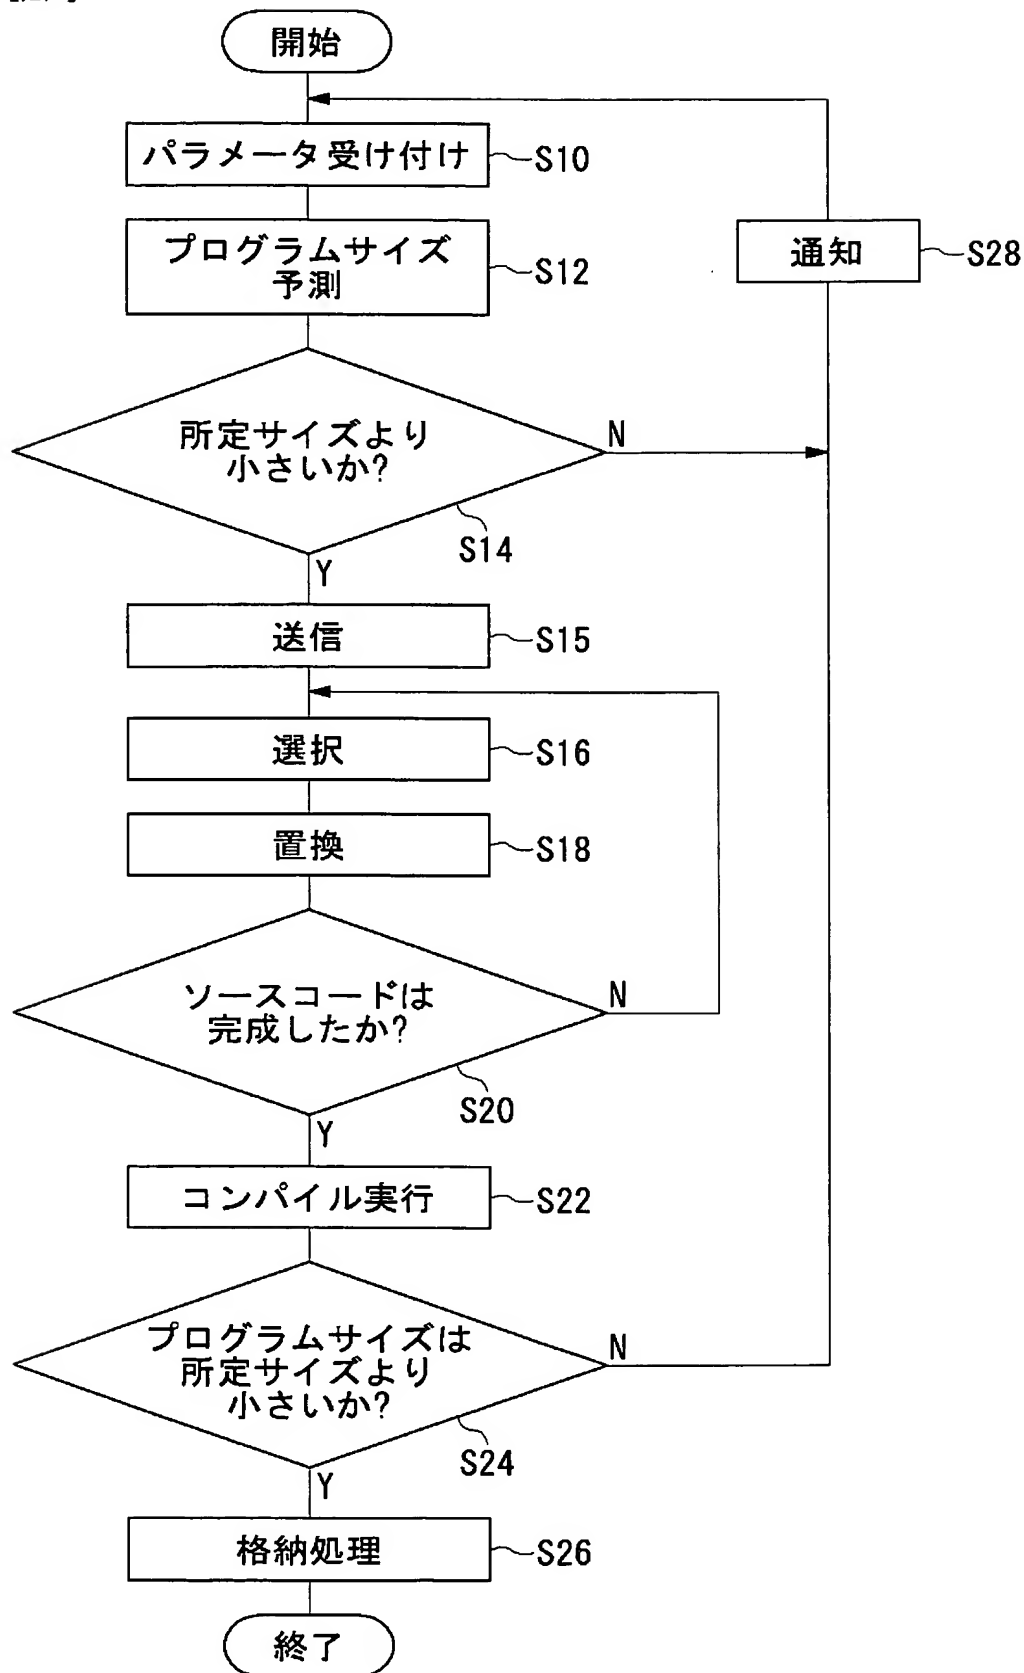 開始
パラメータ受け付け
S10
プログラムサイズ
予測
S12
通知
S28
所定サイズより
小さいか?
N
S14
Y
送信
S15
選択
S16
置換
S18
ソースコードは
完成したか?
N
S20
Y
コンパイル実行
S22
プログラムサイズは
所定サイズより
小さいか?
N
S24
Y
格納処理
S26
終了